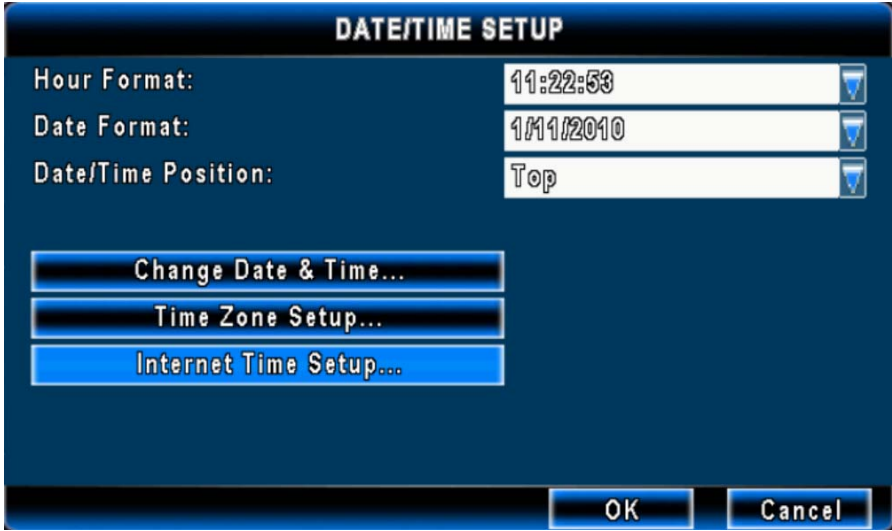 DATE/TIME SETUP
Hour Format: 11:22:53
Date Format: 1/11/2010
Date/Time Position: Top
Change Date & Time...
Time Zone Setup...
Internet Time Setup...
OK Cancel